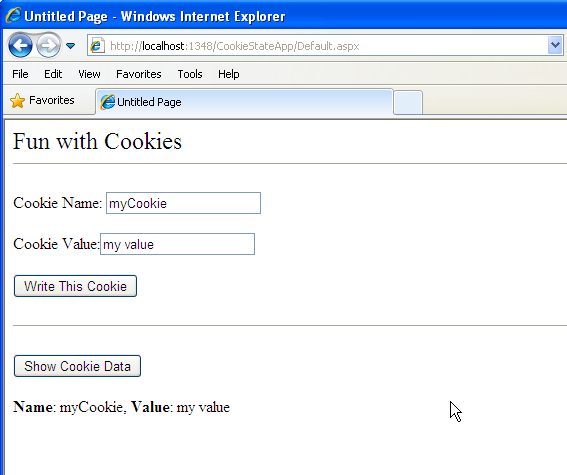 Untitled Page - Windows Internet Explorer
http://localhost:1348/CookieStateApp/Default.aspx
File Edit View Favorites Tools Help
Favorites Untitled Page
Fun with Cookies
Cookie Name: myCookie
Cookie Value: my value
Write This Cookie
Show Cookie Data
Name: myCookie, Value: my value